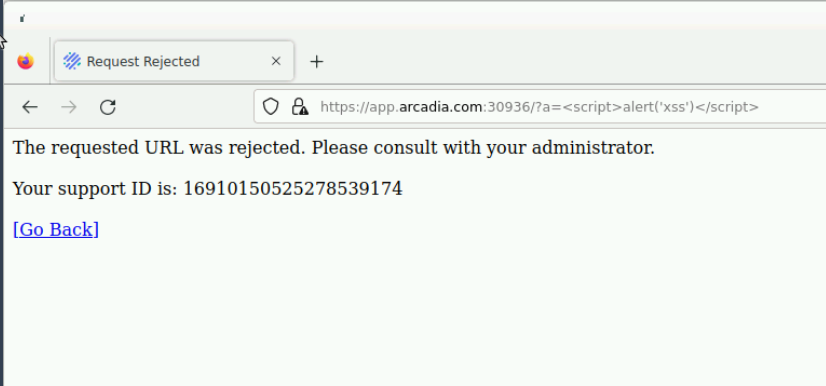 Request Rejected
https://app.arcadia.com:30936/?a=<script>alert('xss')</script>
The requested URL was rejected. Please consult with your administrator.
Your support ID is: 16910150525278539174
[Go Back]